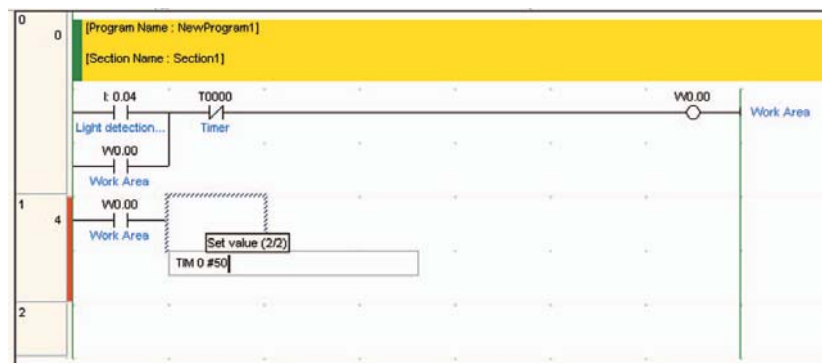 0
0
[Program Name : NewProgram1]
[Section Name : Section1]
I: 0.04
T0000
W0.00
Light detection...
Timer
Work Area
W0.00
Work Area
1
4
W0.00
Work Area
Set value (2/2)
TIM 0 #50
2